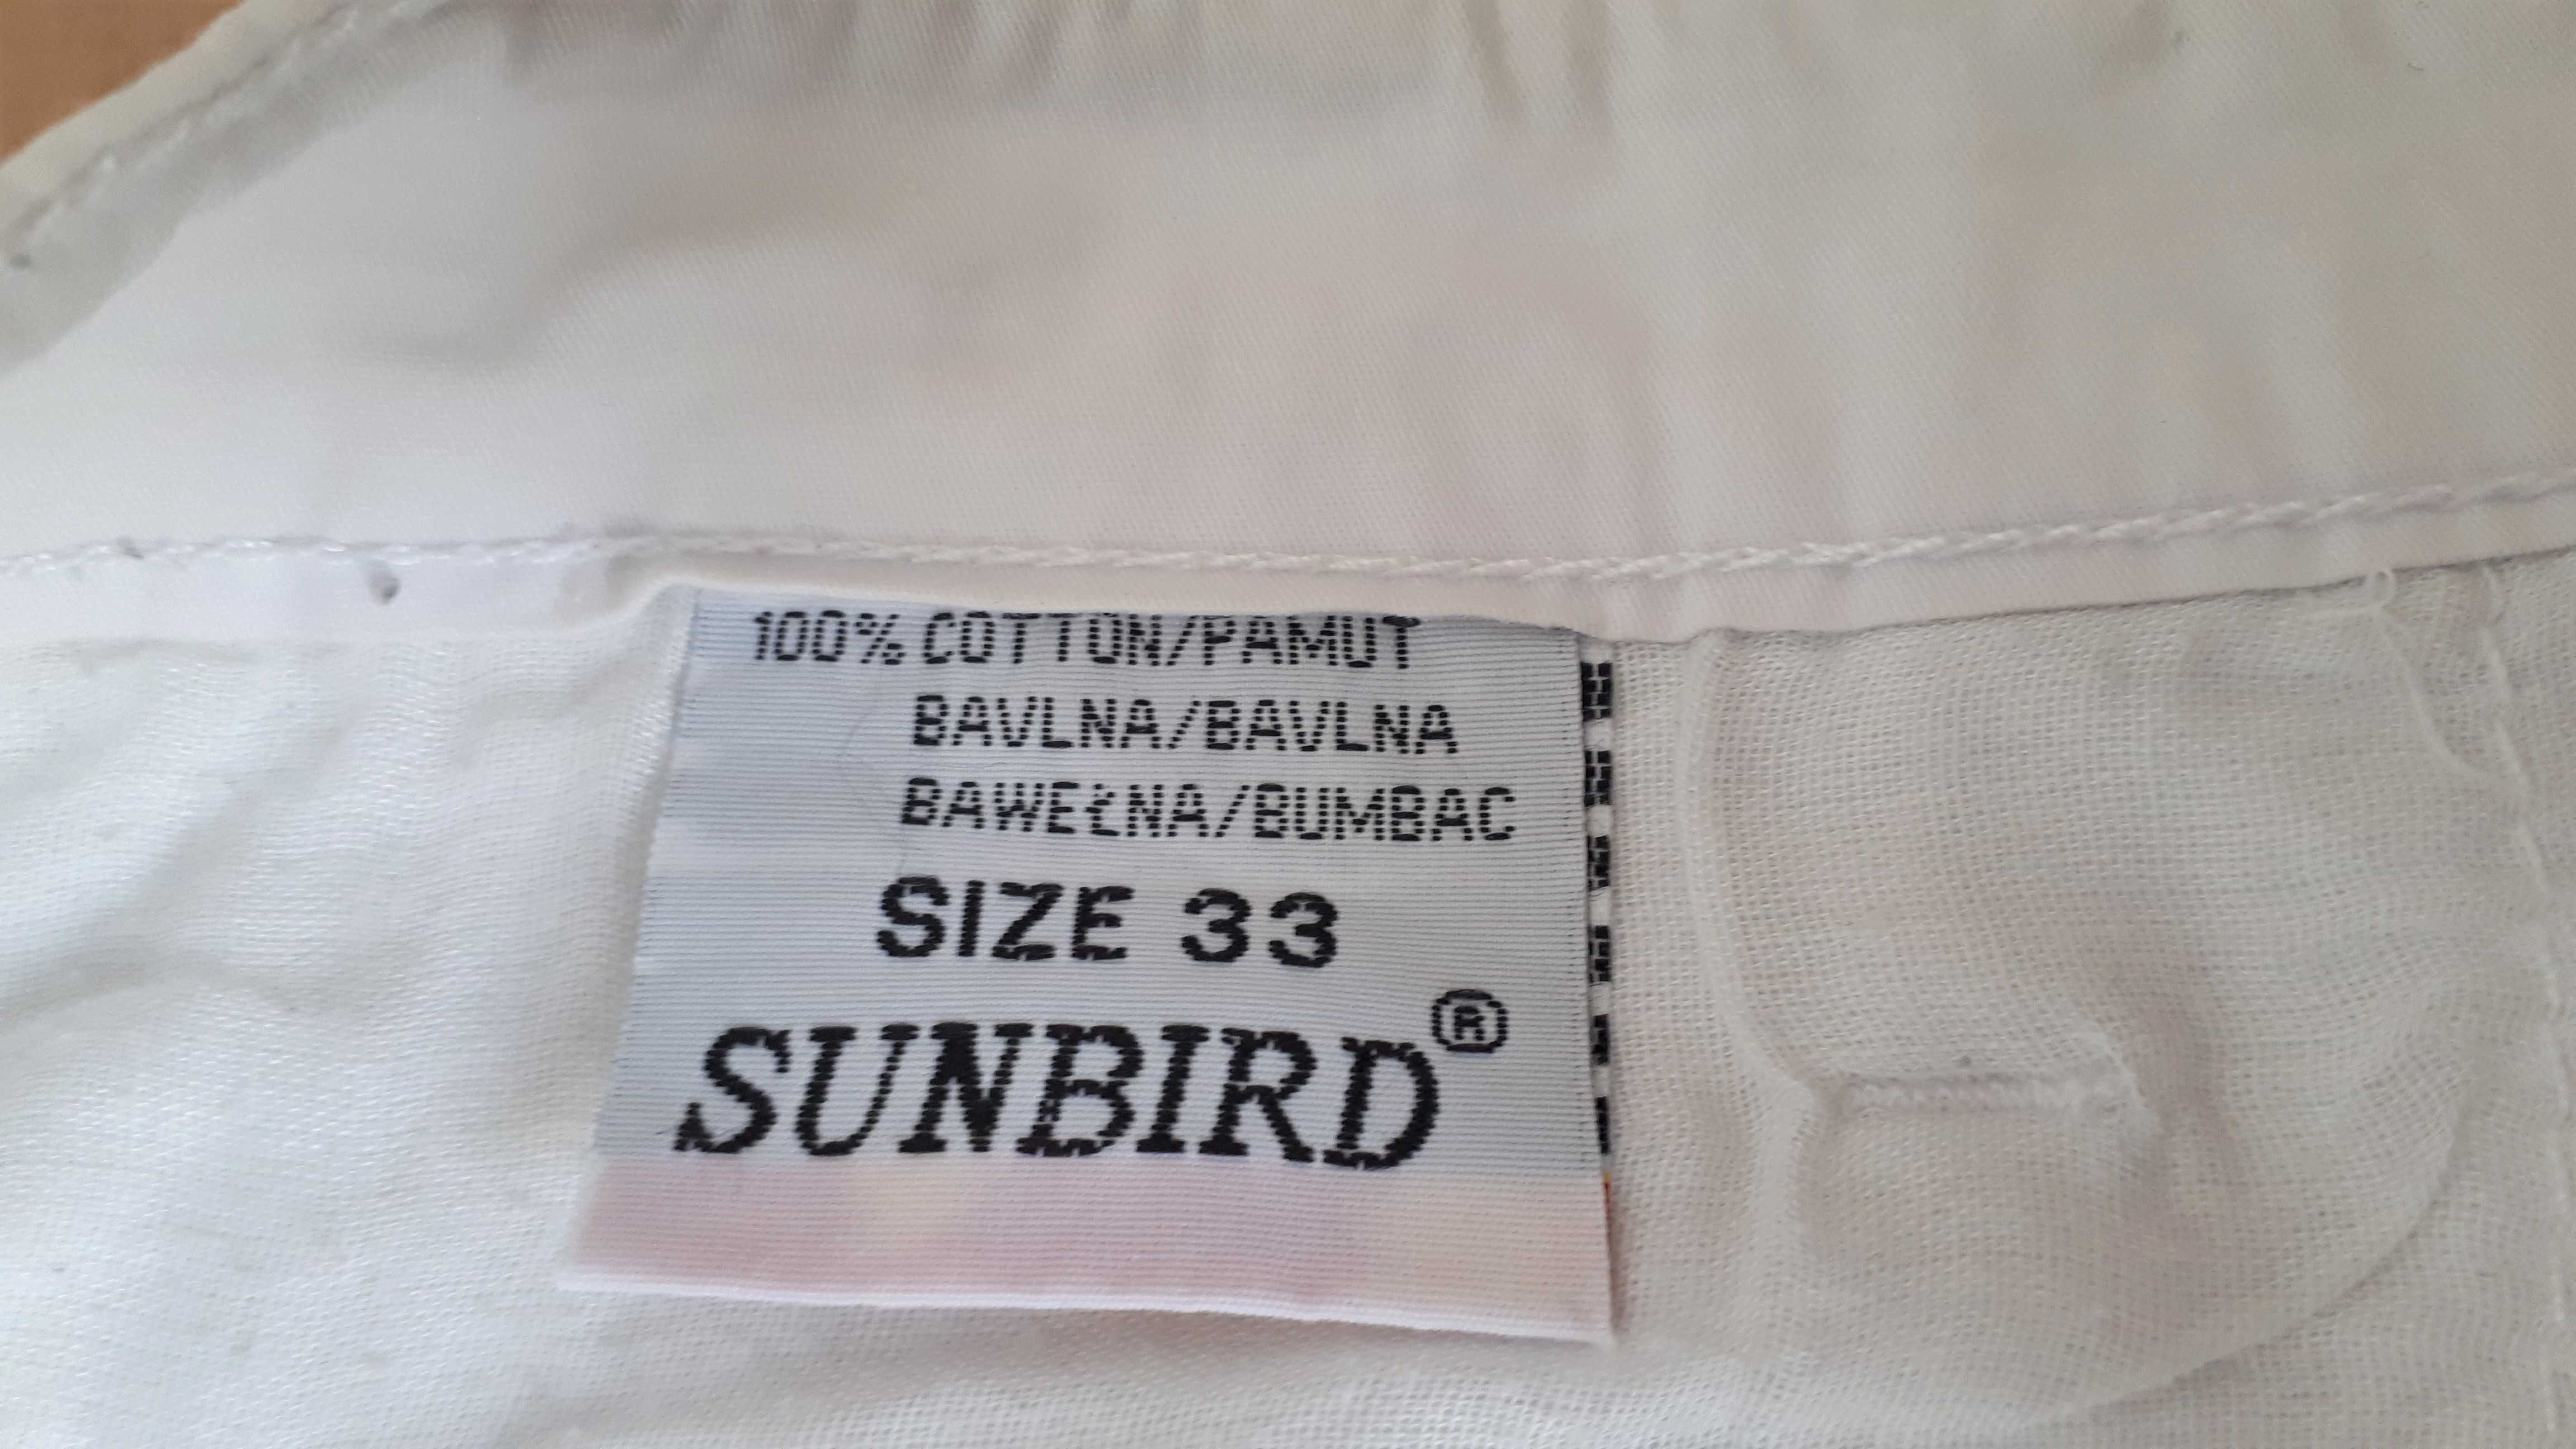 100% COTTON/PAMUT
BAVLNA/BAVLNA
BAWEŁNA/BUMBAC
SIZE 33
SUNBIRD®